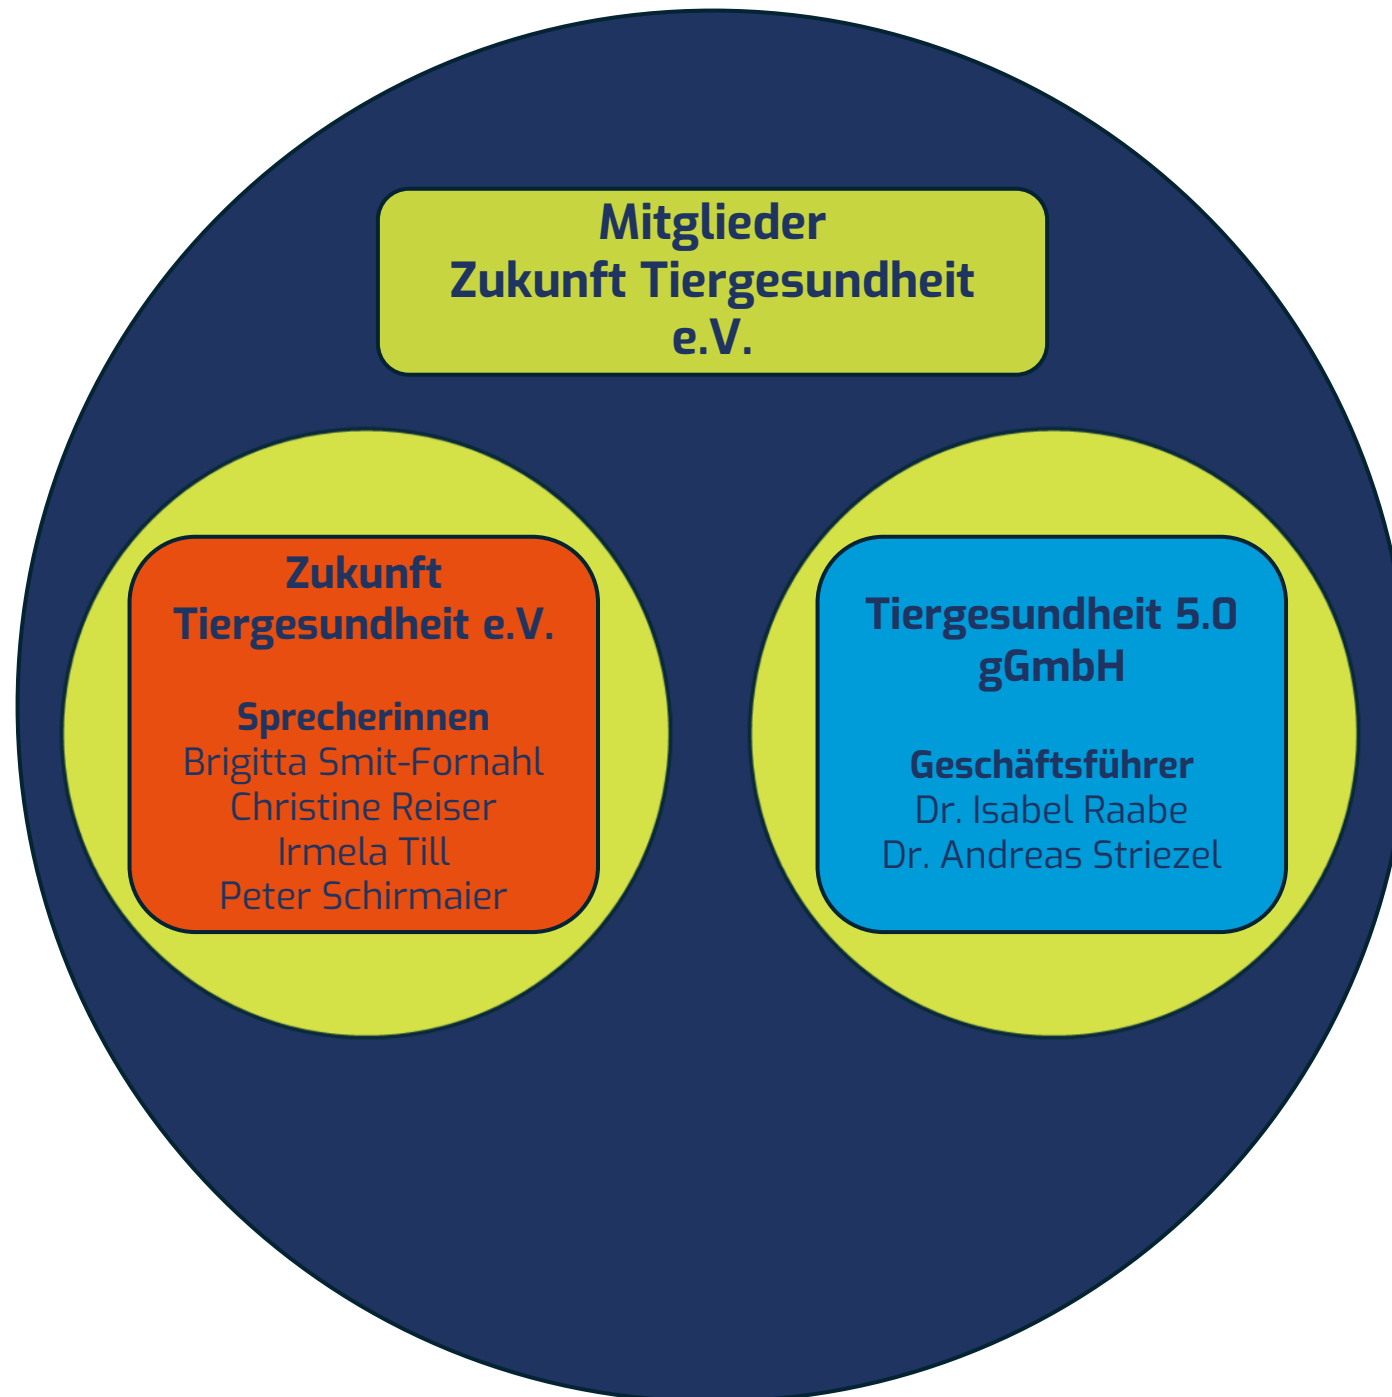 Mitglieder
Zukunft Tiergesundheit
e.V.
Zukunft
Tiergesundheit e.V.
Sprecherinnen
Brigitta Smit-Fornahl
Christine Reiser
Irmela Till
Peter Schirmaier
Tiergesundheit 5.0
gGmbH
Geschäftsführer
Dr. Isabel Raabe
Dr. Andreas Striezel